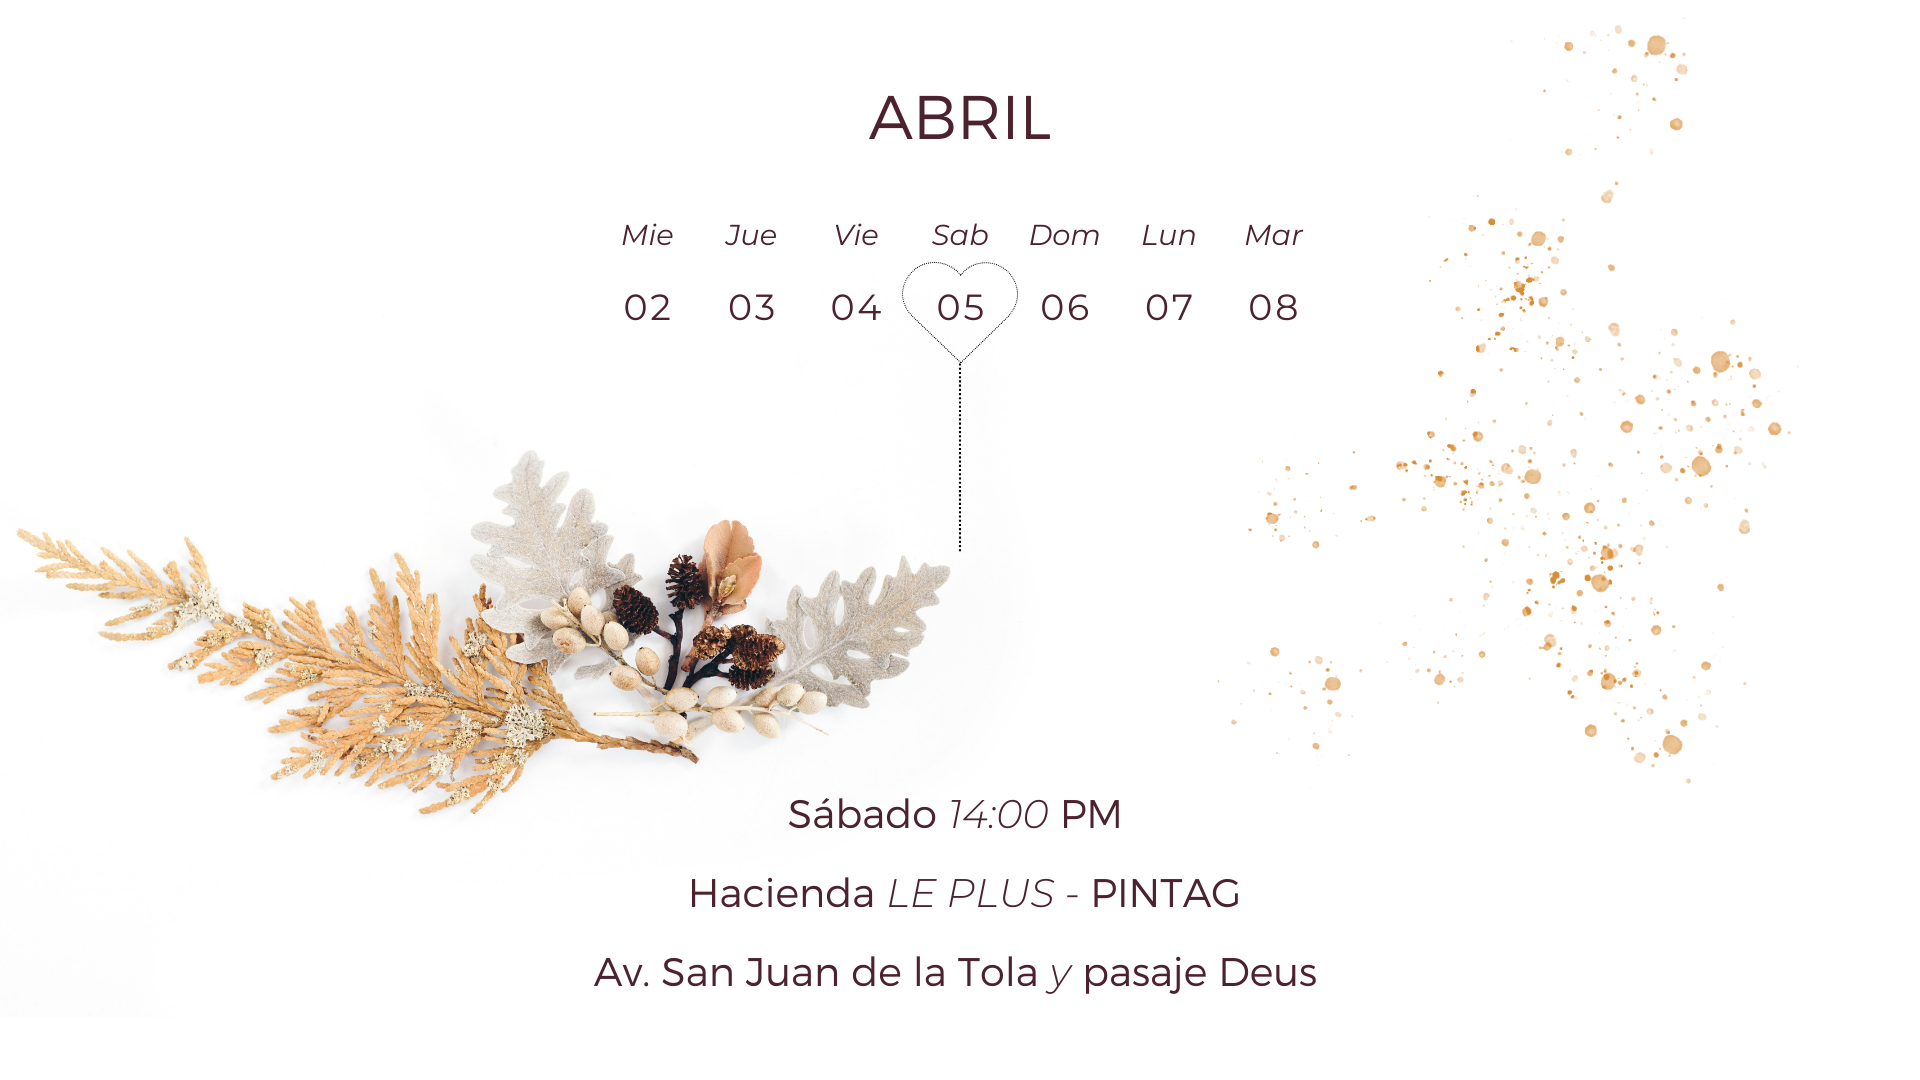 ABRIL
Mie Jue Vie Sab Dom Lun Mar
02 03 04 05 06 07 08
Sábado 14:00 PM
Hacienda LE PLUS - PINTAG
Av. San Juan de la Tola y pasaje Deus